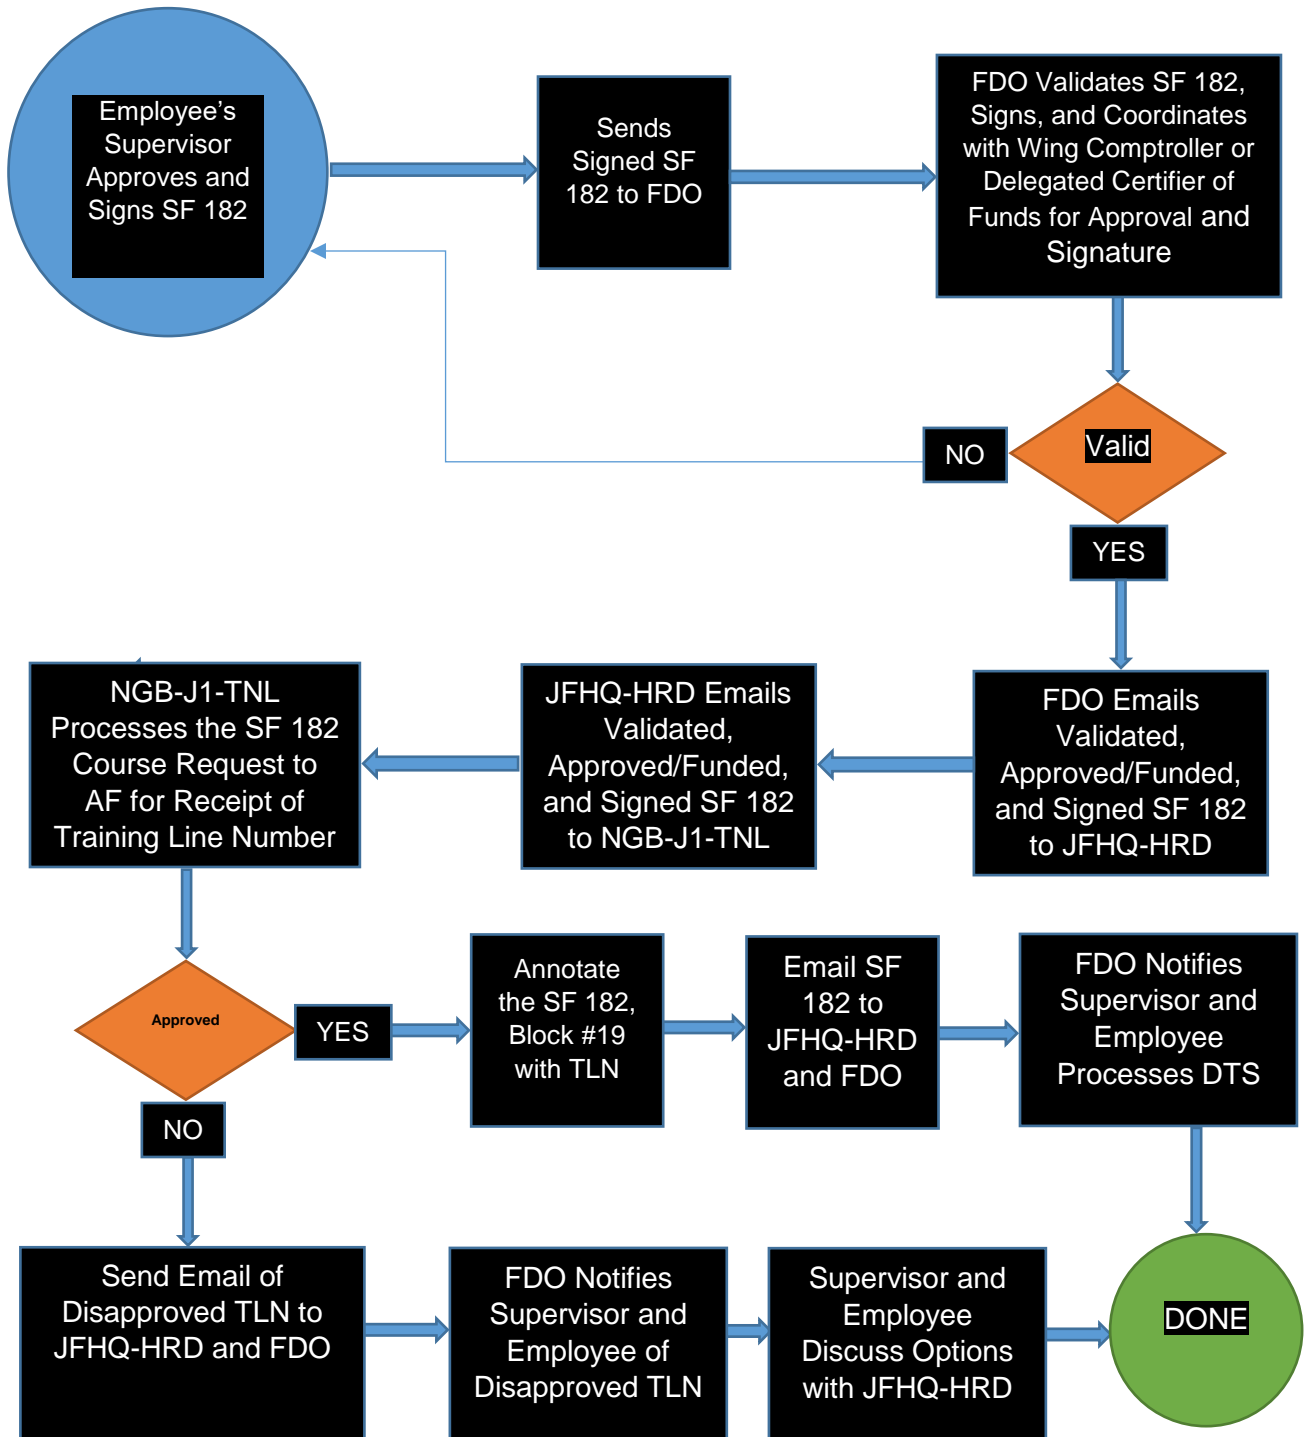 Employee's
Supervisor
Approves and
Signs SF 182
Sends
Signed SF
182 to FDO
FDO Validates SF 182,
Signs, and Coordinates
with Wing Comptroller or
Delegated Certifier of
Funds for Approval and
Signature
Valid
NO
YES
FDO Emails
Validated,
Approved/Funded,
and Signed SF 182
to JFHQ-HRD
JFHQ-HRD Emails
Validated,
Approved/Funded,
and Signed SF 182
to NGB-J1-TNL
NGB-J1-TNL
Processes the SF 182
Course Request to
AF for Receipt of
Training Line Number
Approved
YES
Annotate
the SF 182,
Block #19
with TLN
Email SF
182 to
JFHQ-HRD
and FDO
FDO Notifies
Supervisor and
Employee
Processes DTS
NO
Send Email of
Disapproved TLN to
JFHQ-HRD and FDO
FDO Notifies
Supervisor and
Employee of
Disapproved TLN
Supervisor and
Employee
Discuss Options
with JFHQ-HRD
DONE